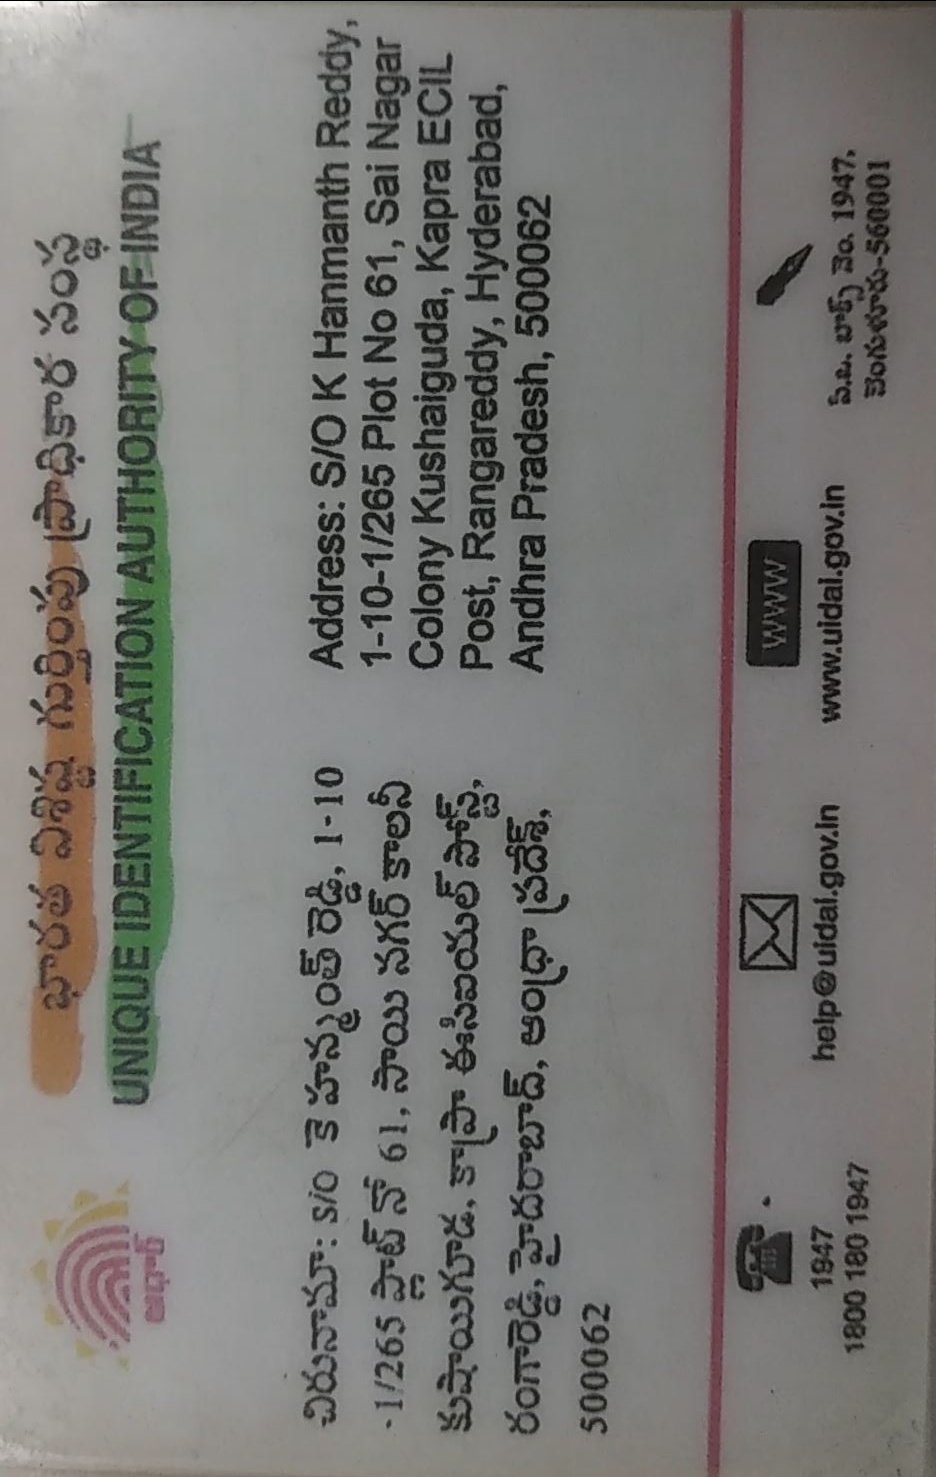 భారత విశిష్ట గుర్తింపు ప్రాధికార సంస్థ
UNIQUE IDENTIFICATION AUTHORITY OF INDIA
ఆధార్
చిరునామా: S/O కె హన్మంత్ రెడ్డి, 1-10
-1/265 ప్లాట్ నో 61, సాయి నగర్ కాలనీ
కుషాయిగూడ, కాప్రా ఈసిఐయల్ పోస్ట్,
రంగారెడ్డి, హైదరాబాద్, ఆంధ్రా ప్రదేశ్,
500062
Address: S/O K Hanmanth Reddy,
1-10-1/265 Plot No 61, Sai Nagar
Colony Kushaiguda, Kapra ECIL
Post, Rangareddy, Hyderabad,
Andhra Pradesh, 500062
1947
1800 180 1947
help@uidai.gov.in
WWW
www.uidai.gov.in
పి.బి. బాక్స్ నెం. 1947,
బెంగుళూరు-560001